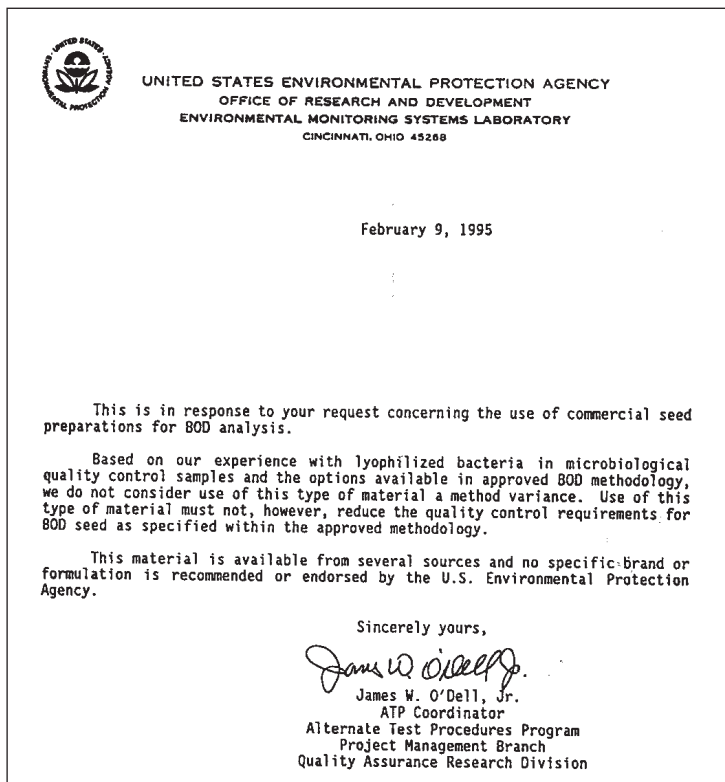 UNITED STATES ENVIRONMENTAL PROTECTION AGENCY
OFFICE OF RESEARCH AND DEVELOPMENT
ENVIRONMENTAL MONITORING SYSTEMS LABORATORY
CINCINNATI, OHIO 45268
February 9, 1995
This is in response to your request concerning the use of commercial seed
preparations for BOD analysis.
Based on our experience with lyophilized bacteria in microbiological
quality control samples and the options available in approved BOD methodology,
we do not consider use of this type of material a method variance. Use of this
type of material must not, however, reduce the quality control requirements for
BOD seed as specified within the approved methodology.
This material is available from several sources and no specific brand or
formulation is recommended or endorsed by the U.S. Environmental Protection
Agency.
Sincerely yours,
James W. O'Dell, Jr.
James W. O'Dell, Jr.
ATP Coordinator
Alternate Test Procedures Program
Project Management Branch
Quality Assurance Research Division